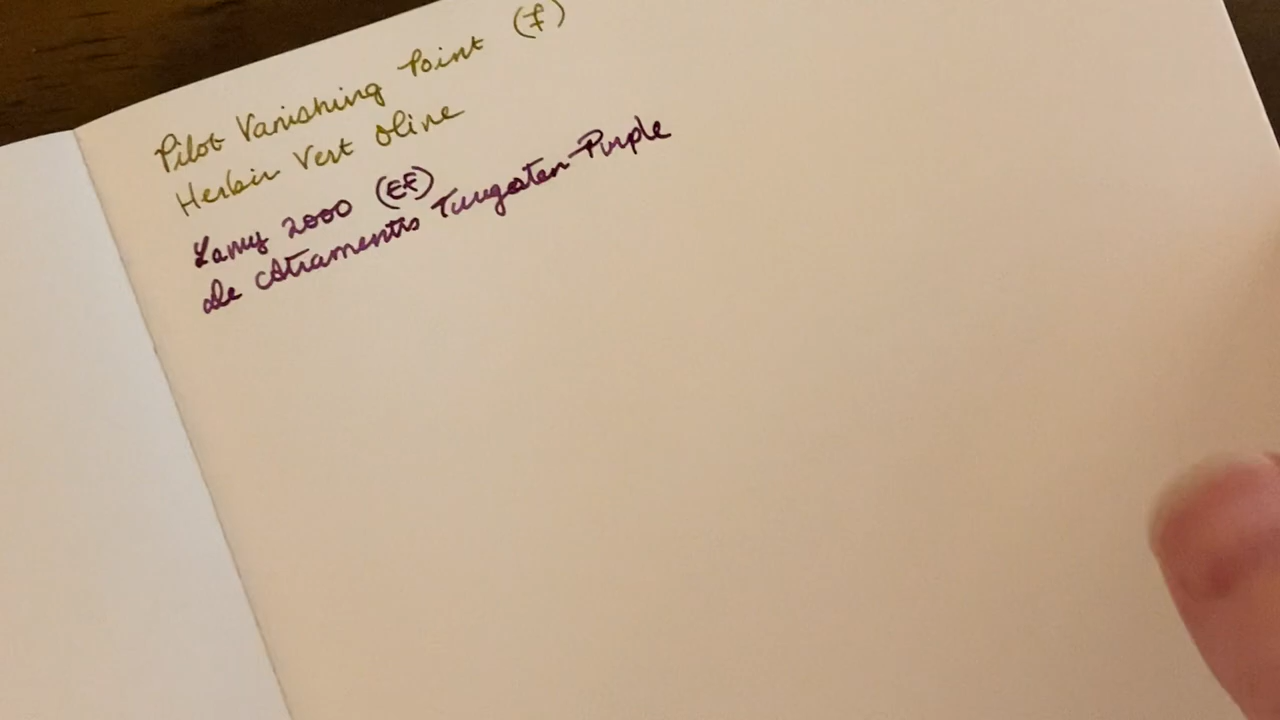 Pilot Vanishing Point (F)
Herbin Vert Olive
Lamy 2000 (EF)
De Atramentis Tungsten-Purple